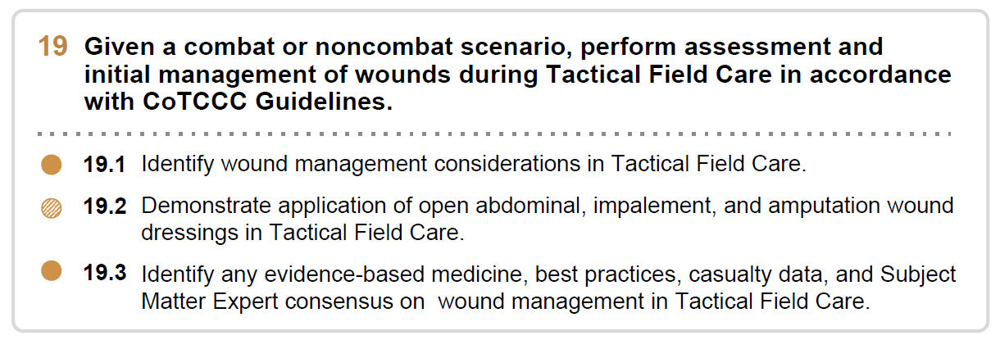 19 Given a combat or noncombat scenario, perform assessment and
initial management of wounds during Tactical Field Care in accordance
with CoTCCC Guidelines.
19.1 Identify wound management considerations in Tactical Field Care.
19.2 Demonstrate application of open abdominal, impalement, and amputation wound
dressings in Tactical Field Care.
19.3 Identify any evidence-based medicine, best practices, casualty data, and Subject
Matter Expert consensus on  wound management in Tactical Field Care.